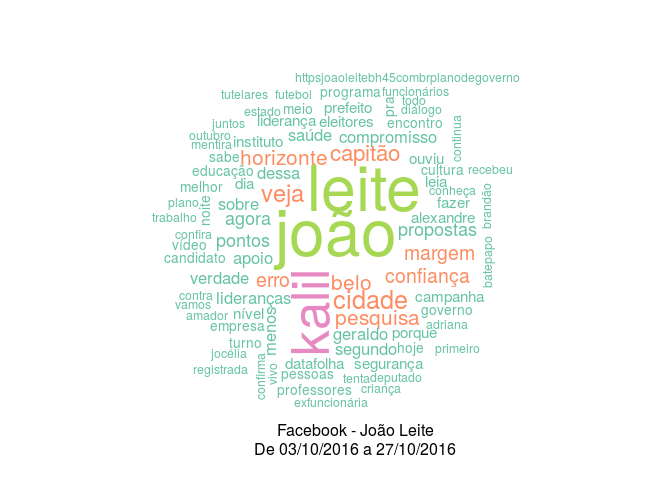 httpsjoaoleitebh45combrplanodegoverno
tutelares futebol programa funcionários
estado meio prefeito pra todo diálogo
juntos liderança eleitores encontro continua
outubro mentira instituto saúde compromisso
sabe horizonte capitão ouviu
educação dessa leite cultura recebeu
melhor dia veja leia conheça brandão
plano noite sobre fazer
trabalho agora joão alexandre
confira pontos propostas
vídeo candidato apoio margem batepapo
verdade erro kalil belo confiança
contra vamos lideranças cidade campanha
amador nível menos pesquisa governo
empresa geraldo porque adriana
turno segundo hoje primeiro
jocélia datafolha segurança
registrada confirma vivo pessoas tenta deputado
professores criança
exfuncionária
Facebook - João Leite
De 03/10/2016 a 27/10/2016